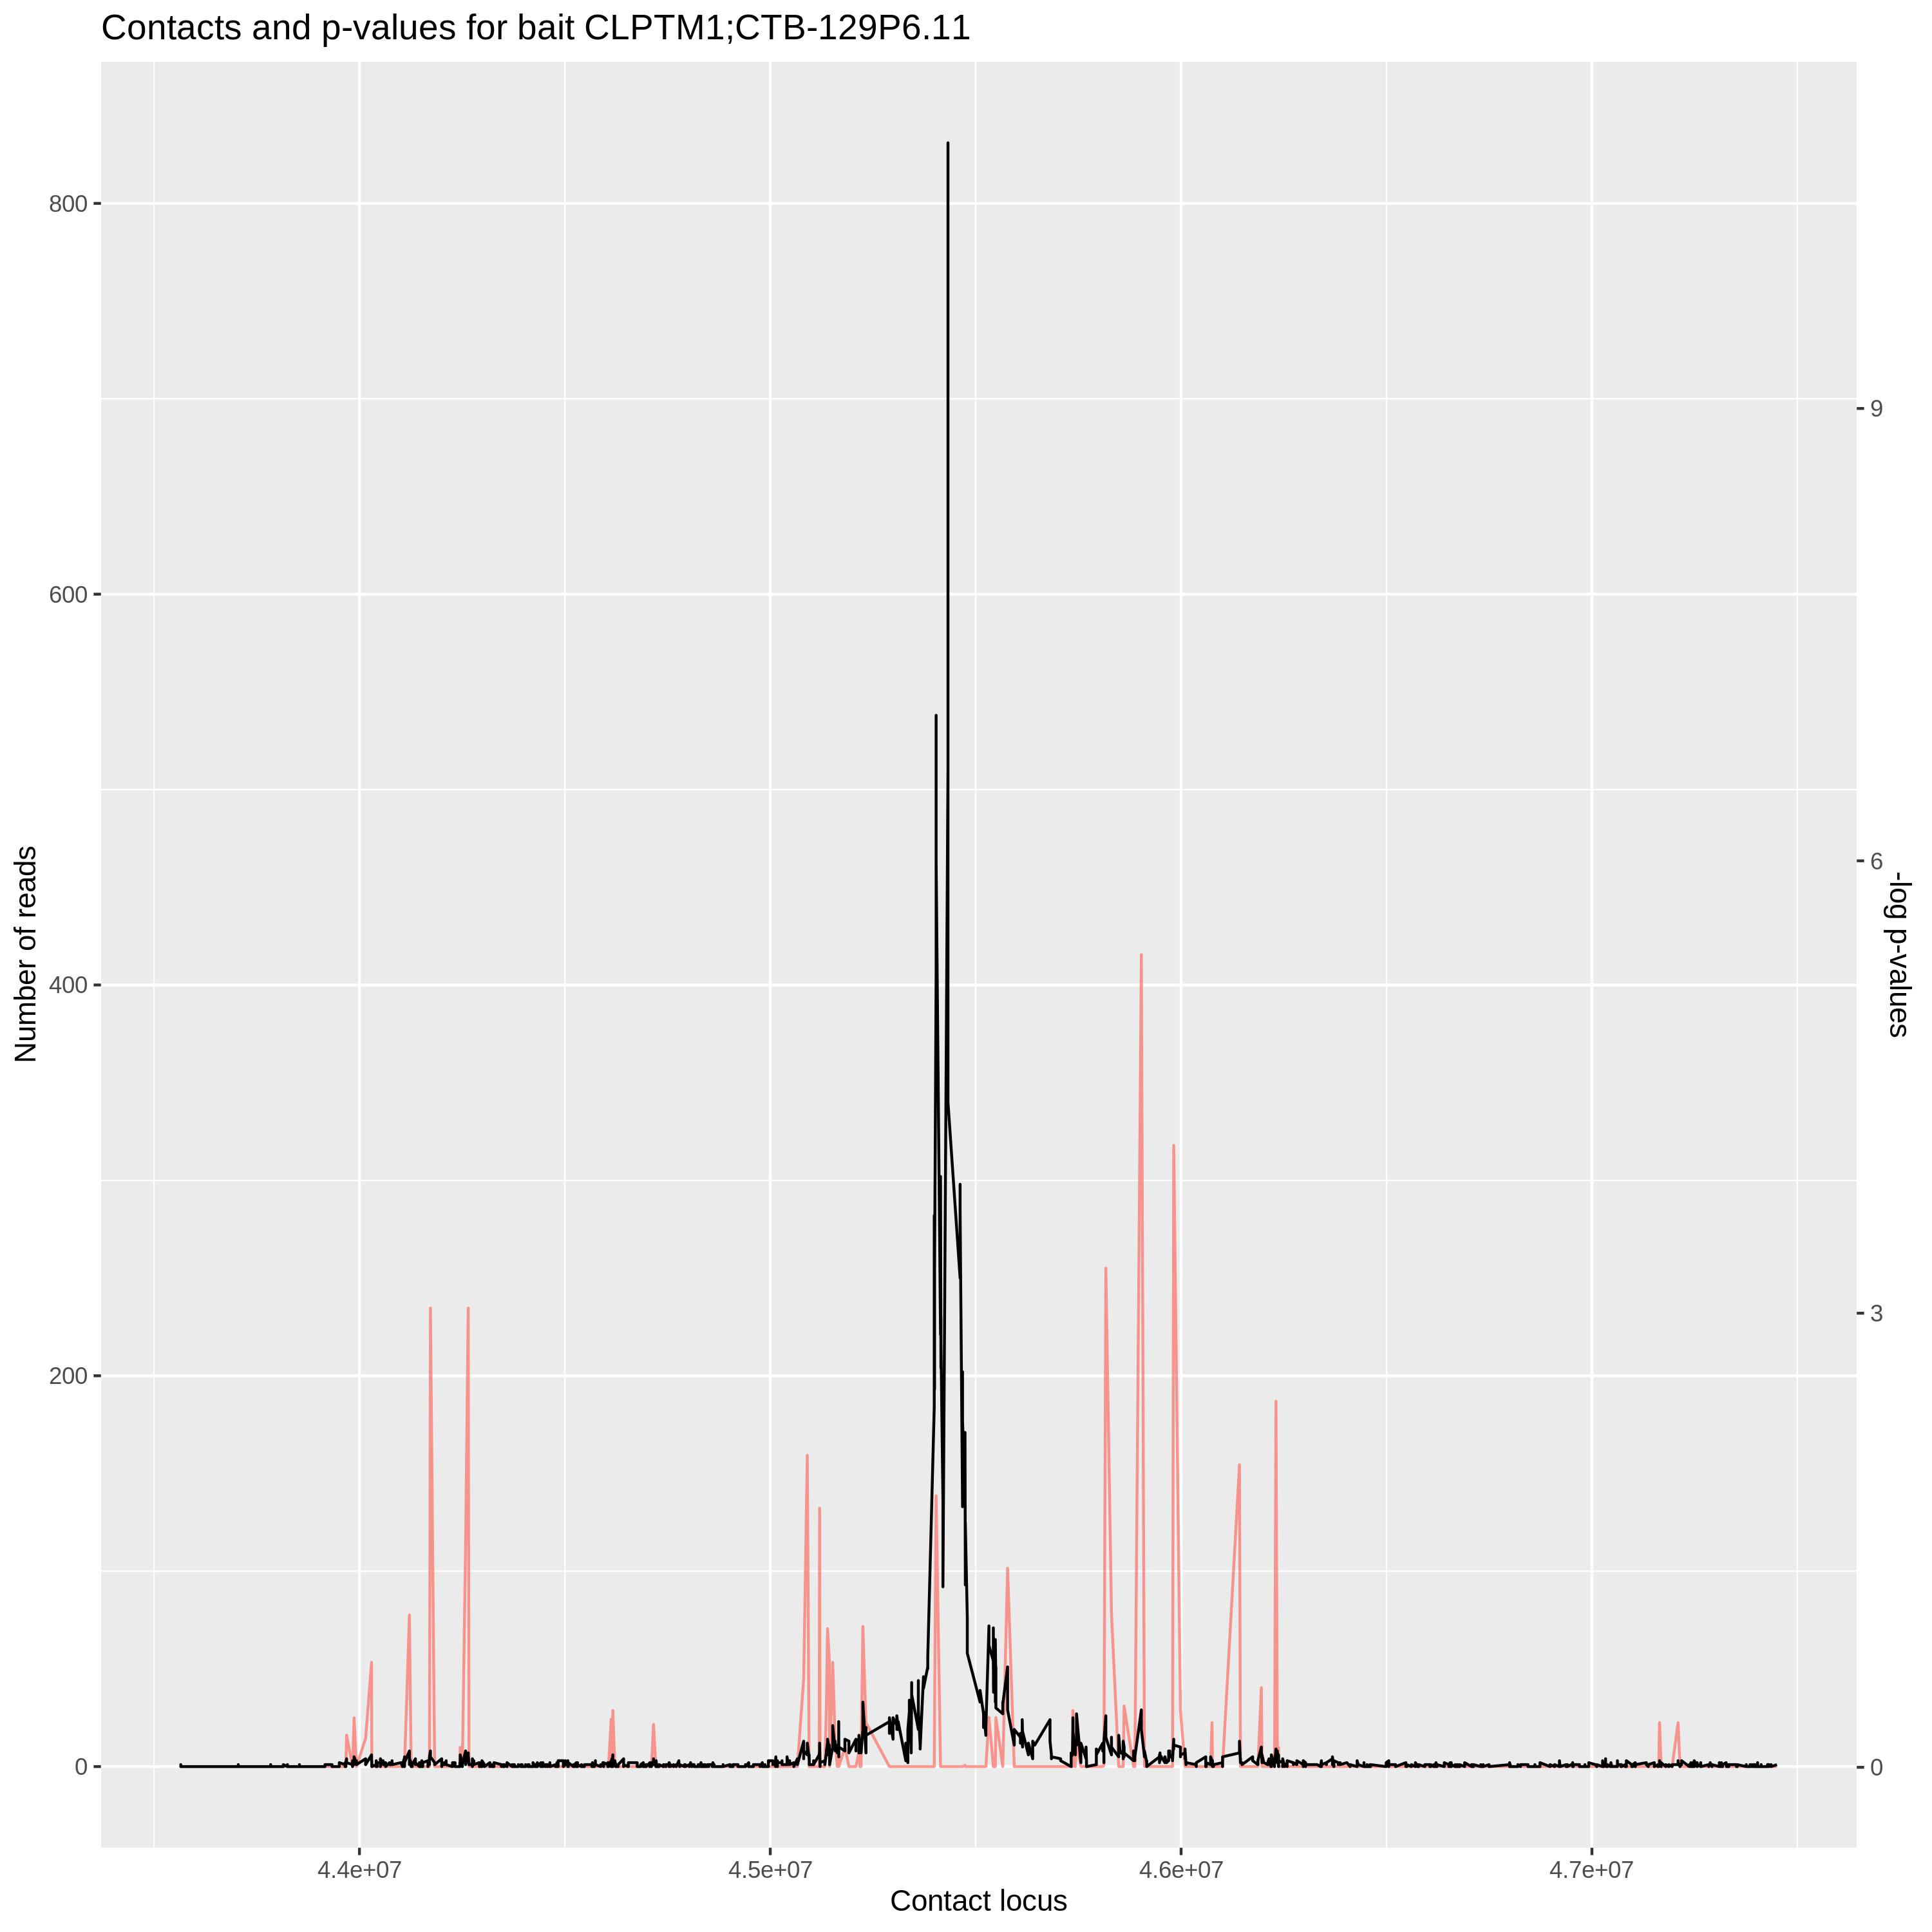 Contacts and p-values for bait CLPTM1;CTB-129P6.11
800
600
400
200
0
Number of reads
9
6
3
0
-log p-values
4.4e+07
4.5e+07
4.6e+07
4.7e+07
Contact locus